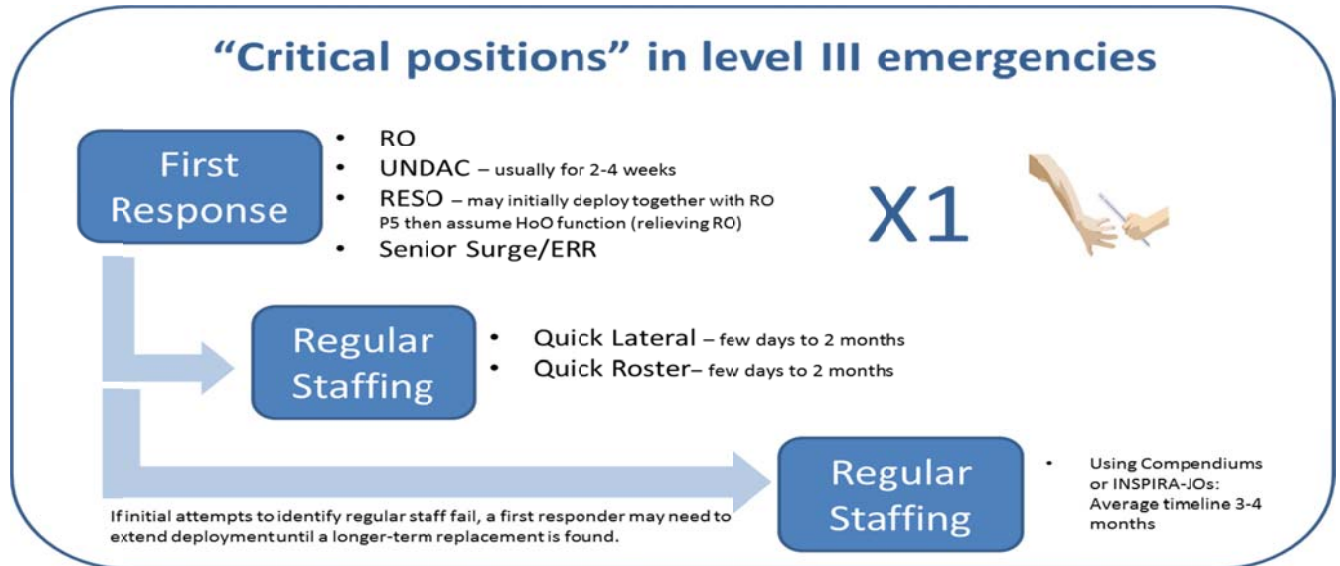 “Critical positions” in level III emergencies
First
Response
• RO
• UNDAC – usually for 2-4 weeks
• RESO – may initially deploy together with RO
P5 then assume HoO function (relieving RO)
• Senior Surge/ERR
X1
Regular
Staffing
• Quick Lateral – few days to 2 months
• Quick Roster– few days to 2 months
Regular
Staffing
• Using Compendiums
or INSPIRA-JOs:
Average timeline 3-4
months
If initial attempts to identify regular staff fail, a first responder may need to
extend deployment until a longer-term replacement is found.